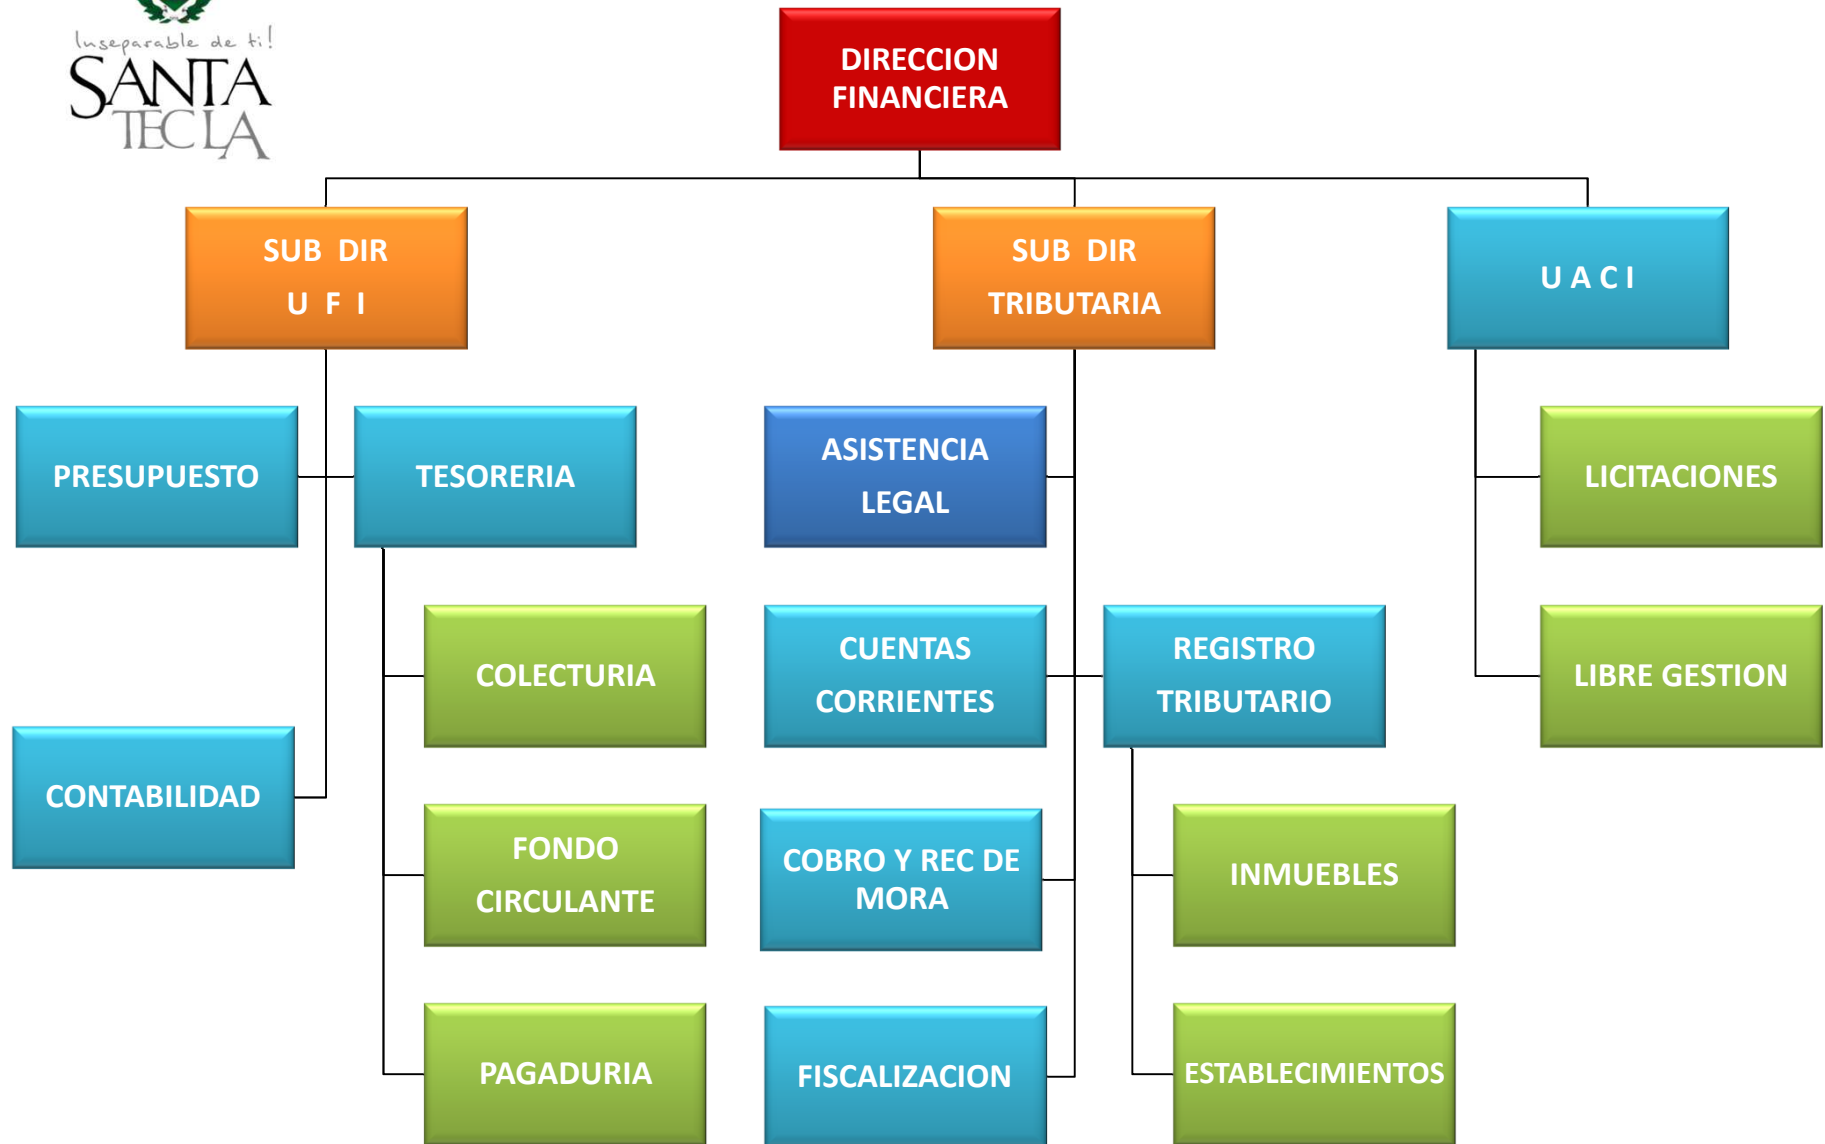 Inseparable de ti!
SANTA
TECLA
DIRECCION
FINANCIERA
SUB DIR
U F I
SUB DIR
TRIBUTARIA
U A C I
PRESUPUESTO
TESORERIA
ASISTENCIA
LEGAL
LICITACIONES
COLECTURIA
CUENTAS
CORRIENTES
REGISTRO
TRIBUTARIO
LIBRE GESTION
CONTABILIDAD
FONDO
CIRCULANTE
COBRO Y REC DE
MORA
INMUEBLES
PAGADURIA
FISCALIZACION
ESTABLECIMIENTOS